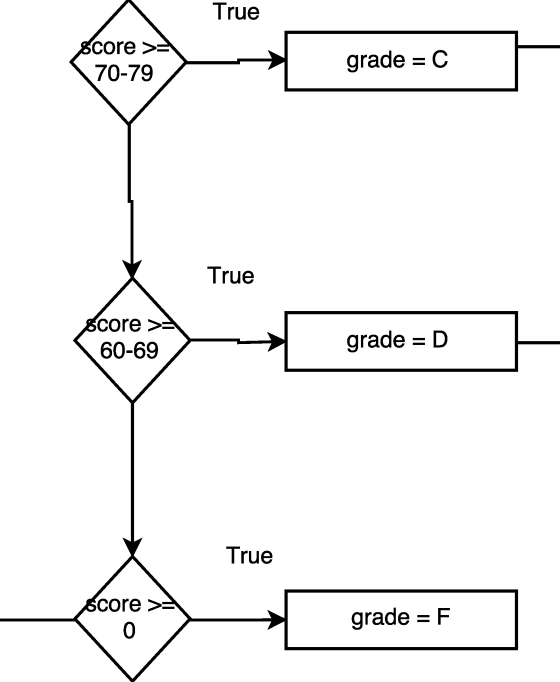 True
score >=
70-79
grade = C
True
score >=
60-69
grade = D
True
score >=
0
grade = F